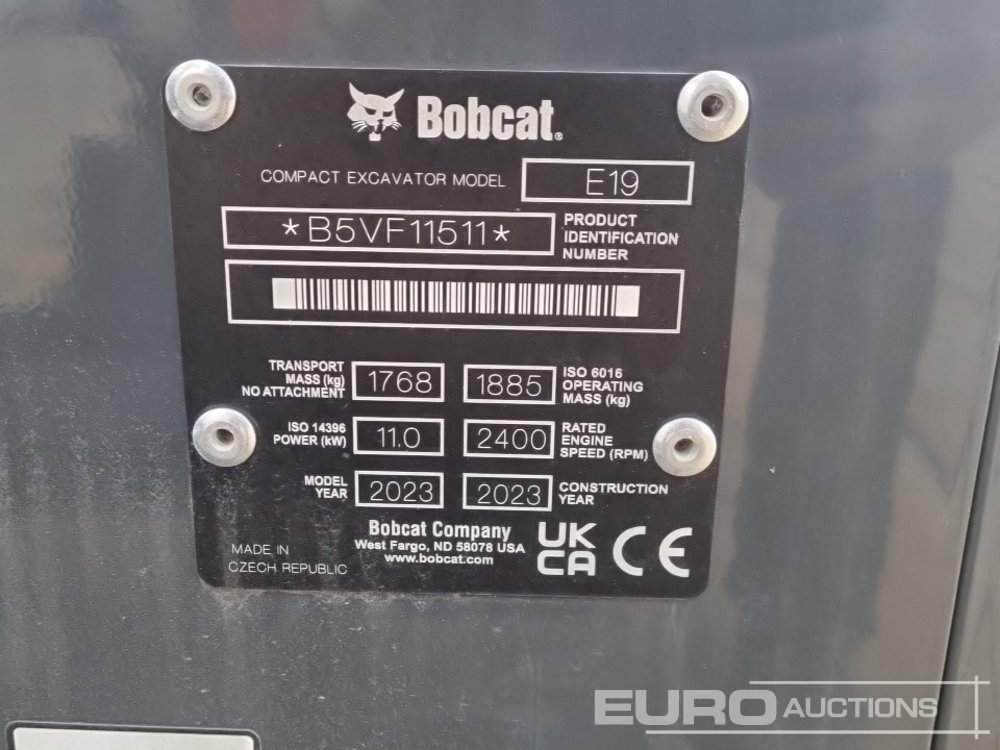 Bobcat.
COMPACT EXCAVATOR MODEL E19
*B5VF11511*
PRODUCT
IDENTIFICATION
NUMBER
TRANSPORT
MASS (kg)
NO ATTACHMENT
1768
1885
ISO 6016
OPERATING
MASS (kg)
ISO 14396
POWER (kW)
11.0
2400
RATED
ENGINE
SPEED (RPM)
MODEL
YEAR
2023
2023
CONSTRUCTION
YEAR
MADE IN
CZECH REPUBLIC
Bobcat Company
West Fargo, ND 58078 USA
www.bobcat.com
UK
CA
CE
EURO AUCTIONS